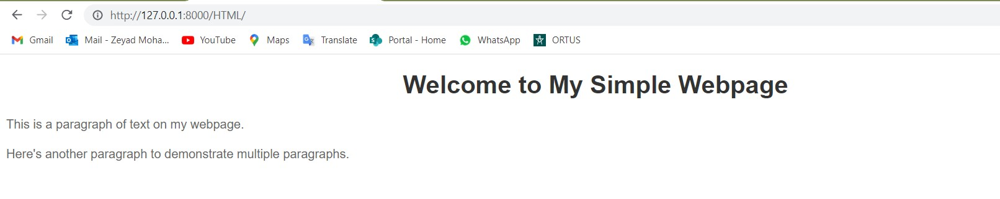 http://127.0.0.1:8000/HTML/
Gmail Mail - Zeyad Moha... YouTube Maps Translate Portal - Home WhatsApp ORTUS
Welcome to My Simple Webpage
This is a paragraph of text on my webpage.
Here's another paragraph to demonstrate multiple paragraphs.